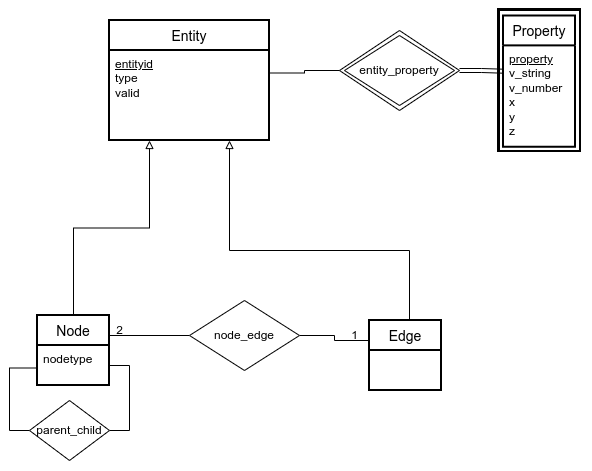 Entity
entityid
type
valid
entity_property
Property
property
v_string
v_number
x
y
z
Node
nodetype
2
node_edge
1
Edge
parent_child